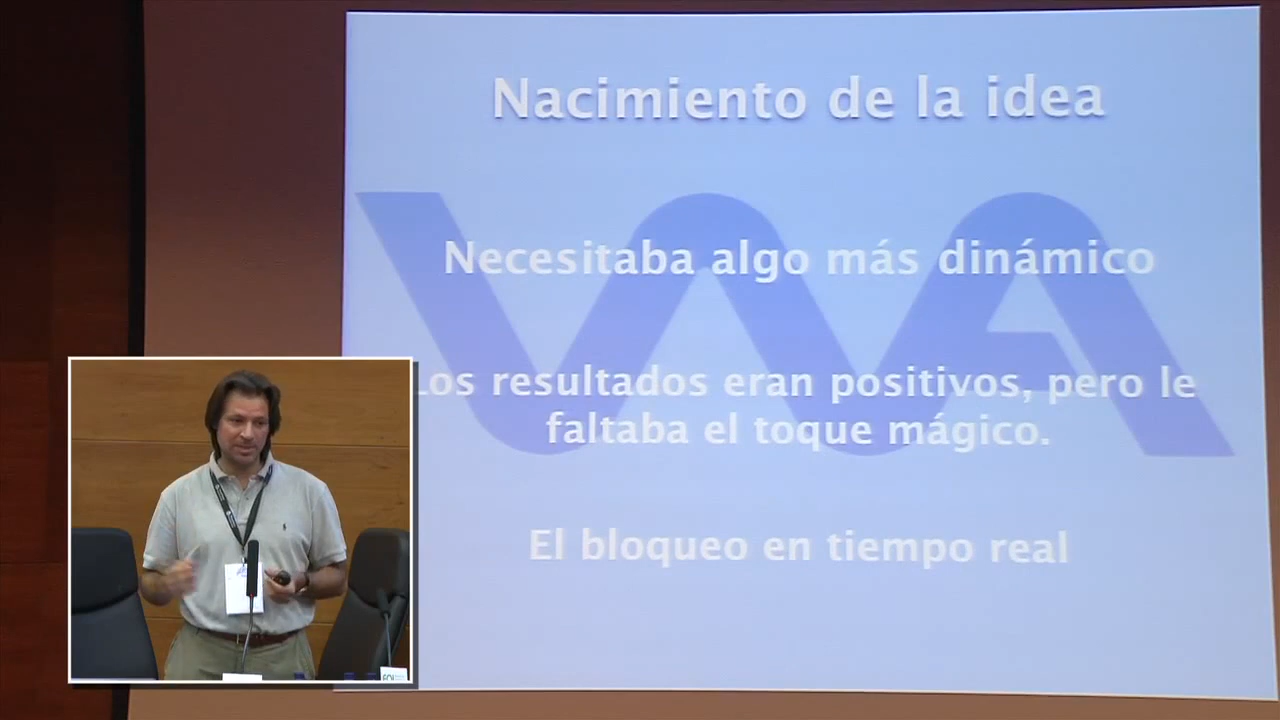 Nacimiento de la idea
Necesitaba algo más dinámico
Los resultados eran positivos, pero le
faltaba el toque mágico.
El bloqueo en tiempo real
EOI